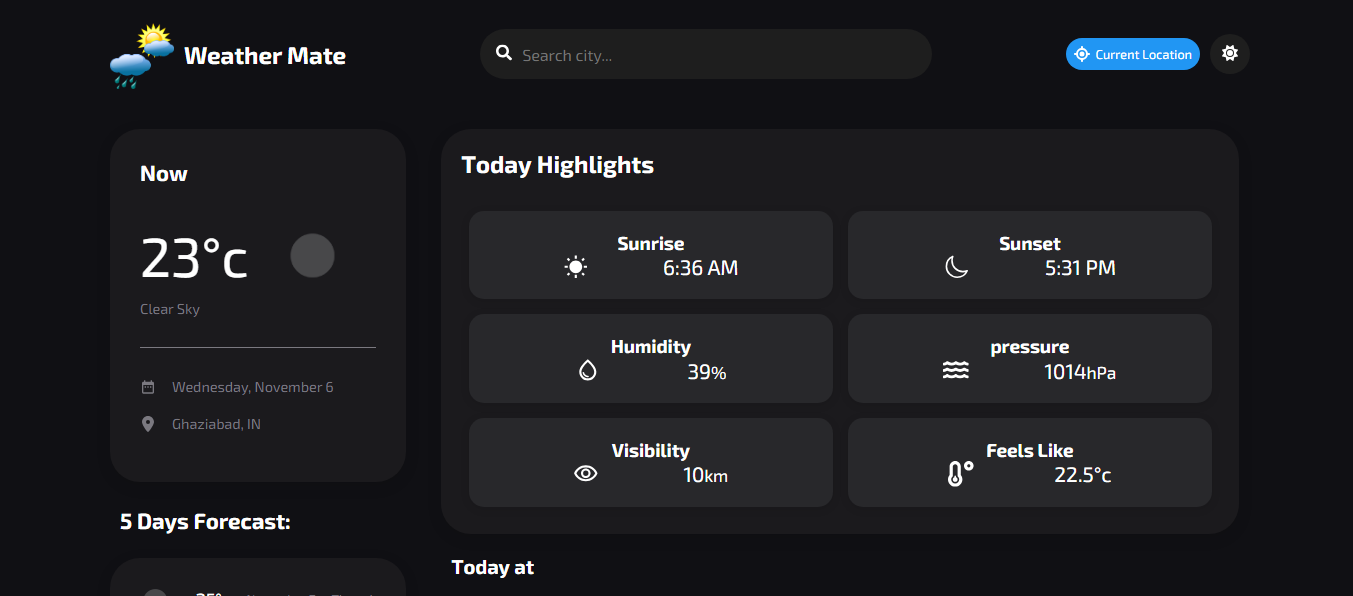 Weather Mate
Search city...
Current Location
Now
23°c
Clear Sky
Wednesday, November 6
Ghaziabad, IN
5 Days Forecast:
Today Highlights
Sunrise
6:36 AM
Sunset
5:31 PM
Humidity
39%
pressure
1014hPa
Visibility
10km
Feels Like
22.5°c
Today at